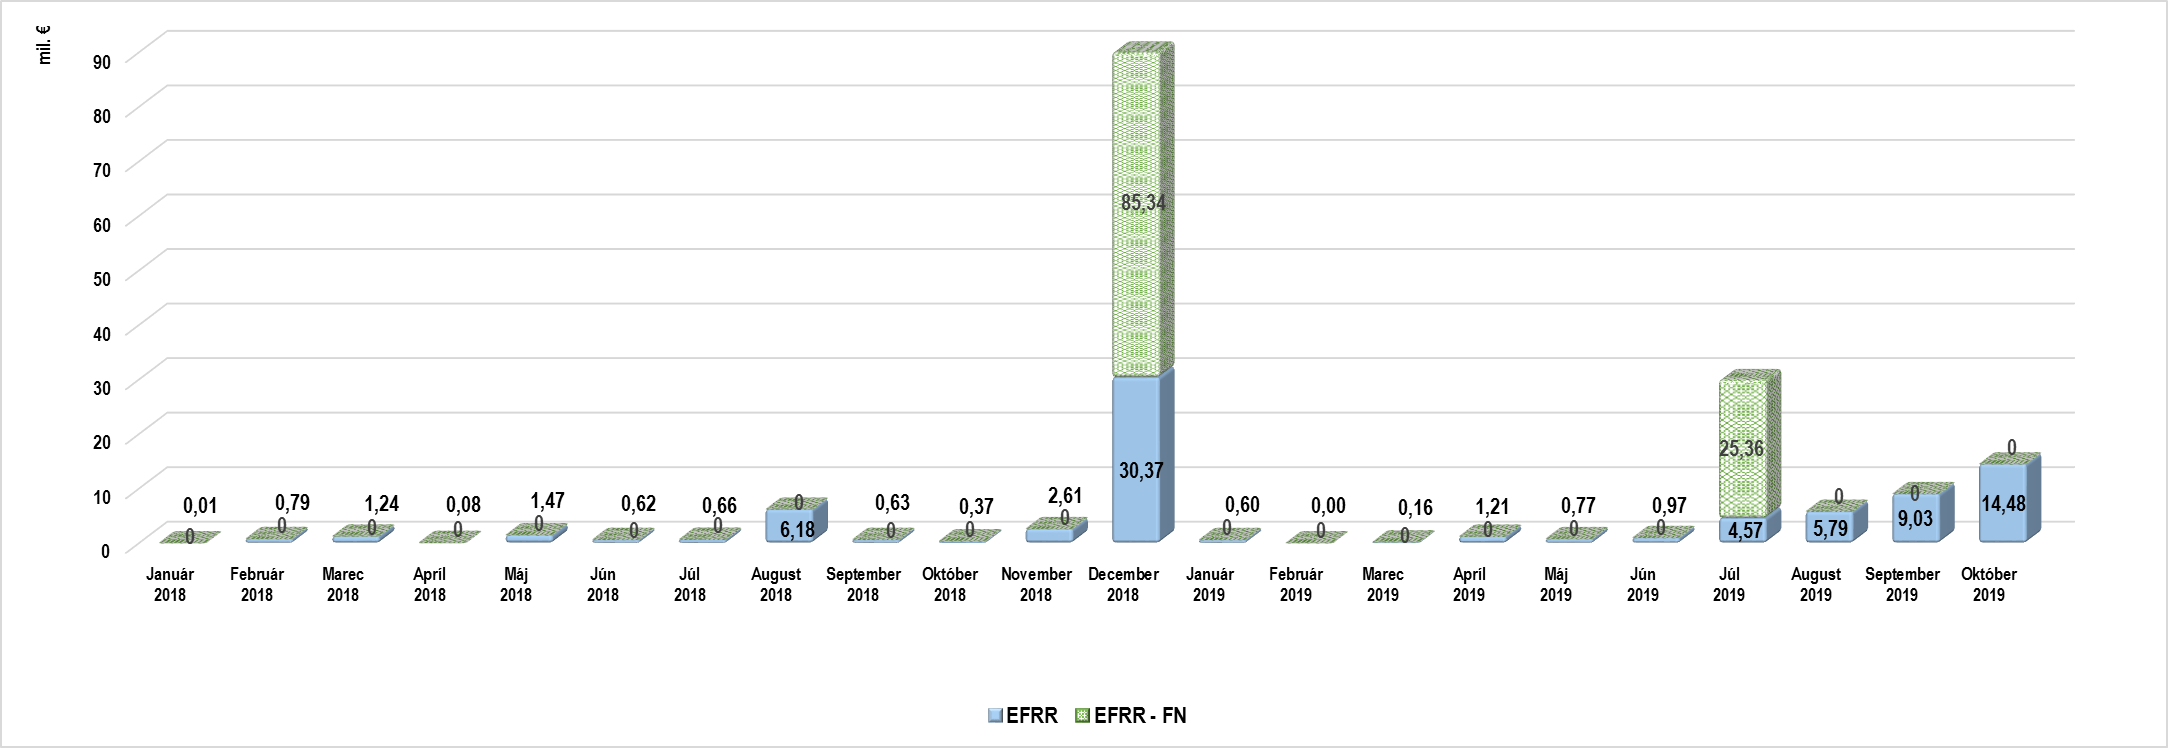 mil. €
90
80
70
60
50
40
30
20
10
0
0,01 0,79 1,24 0,08 1,47 0,62 0,66 6,18 0,63 0,37 2,61 30,37 0,60 0,00 0,16 1,21 0,77 0,97 4,57 5,79 9,03 14,48
0 0 0 0 0 0 0 0 0 0 0 85,34 0 0 0 0 0 0 25,36 0 0 0
Január Február Marec Apríl Máj Jún Júl August September Október November December Január Február Marec Apríl Máj Jún Júl August September Október
2018 2018 2018 2018 2018 2018 2018 2018 2018 2018 2018 2018 2019 2019 2019 2019 2019 2019 2019 2019 2019 2019
EFRR EFRR - FN